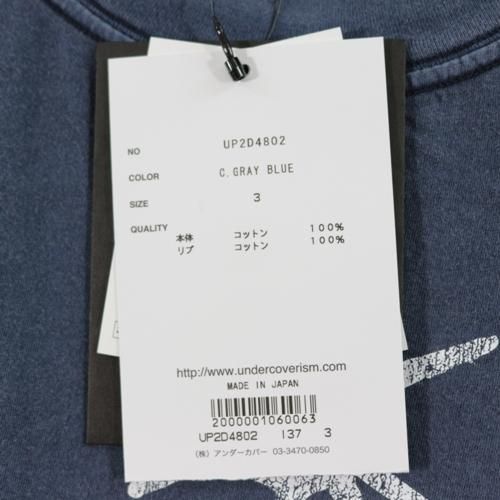 NO UP2D4802
COLOR C.GRAY BLUE
SIZE 3
QUALITY
本体 コットン 100%
リブ コットン 100%
http://www.undercoverism.com
MADE IN JAPAN
2000001060063
UP2D4802 137 3
(株) アンダーカバー 03-3470-0850